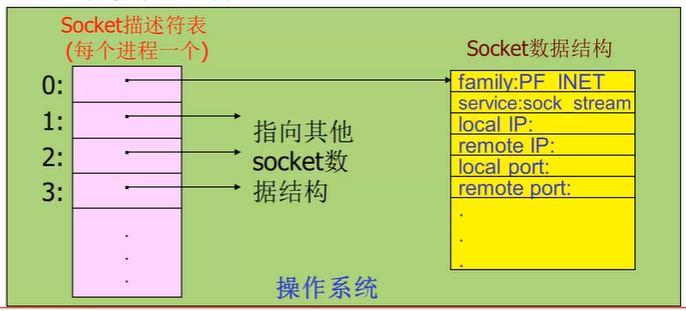 Socket描述符表
(每个进程一个)
Socket数据结构
0:
1:
2:
3:
.
.
.
指向其他
socket数
据结构
family:PF_INET
service:sock_stream
local IP:
remote IP:
local port:
remote port:
.
.
.
操作系统